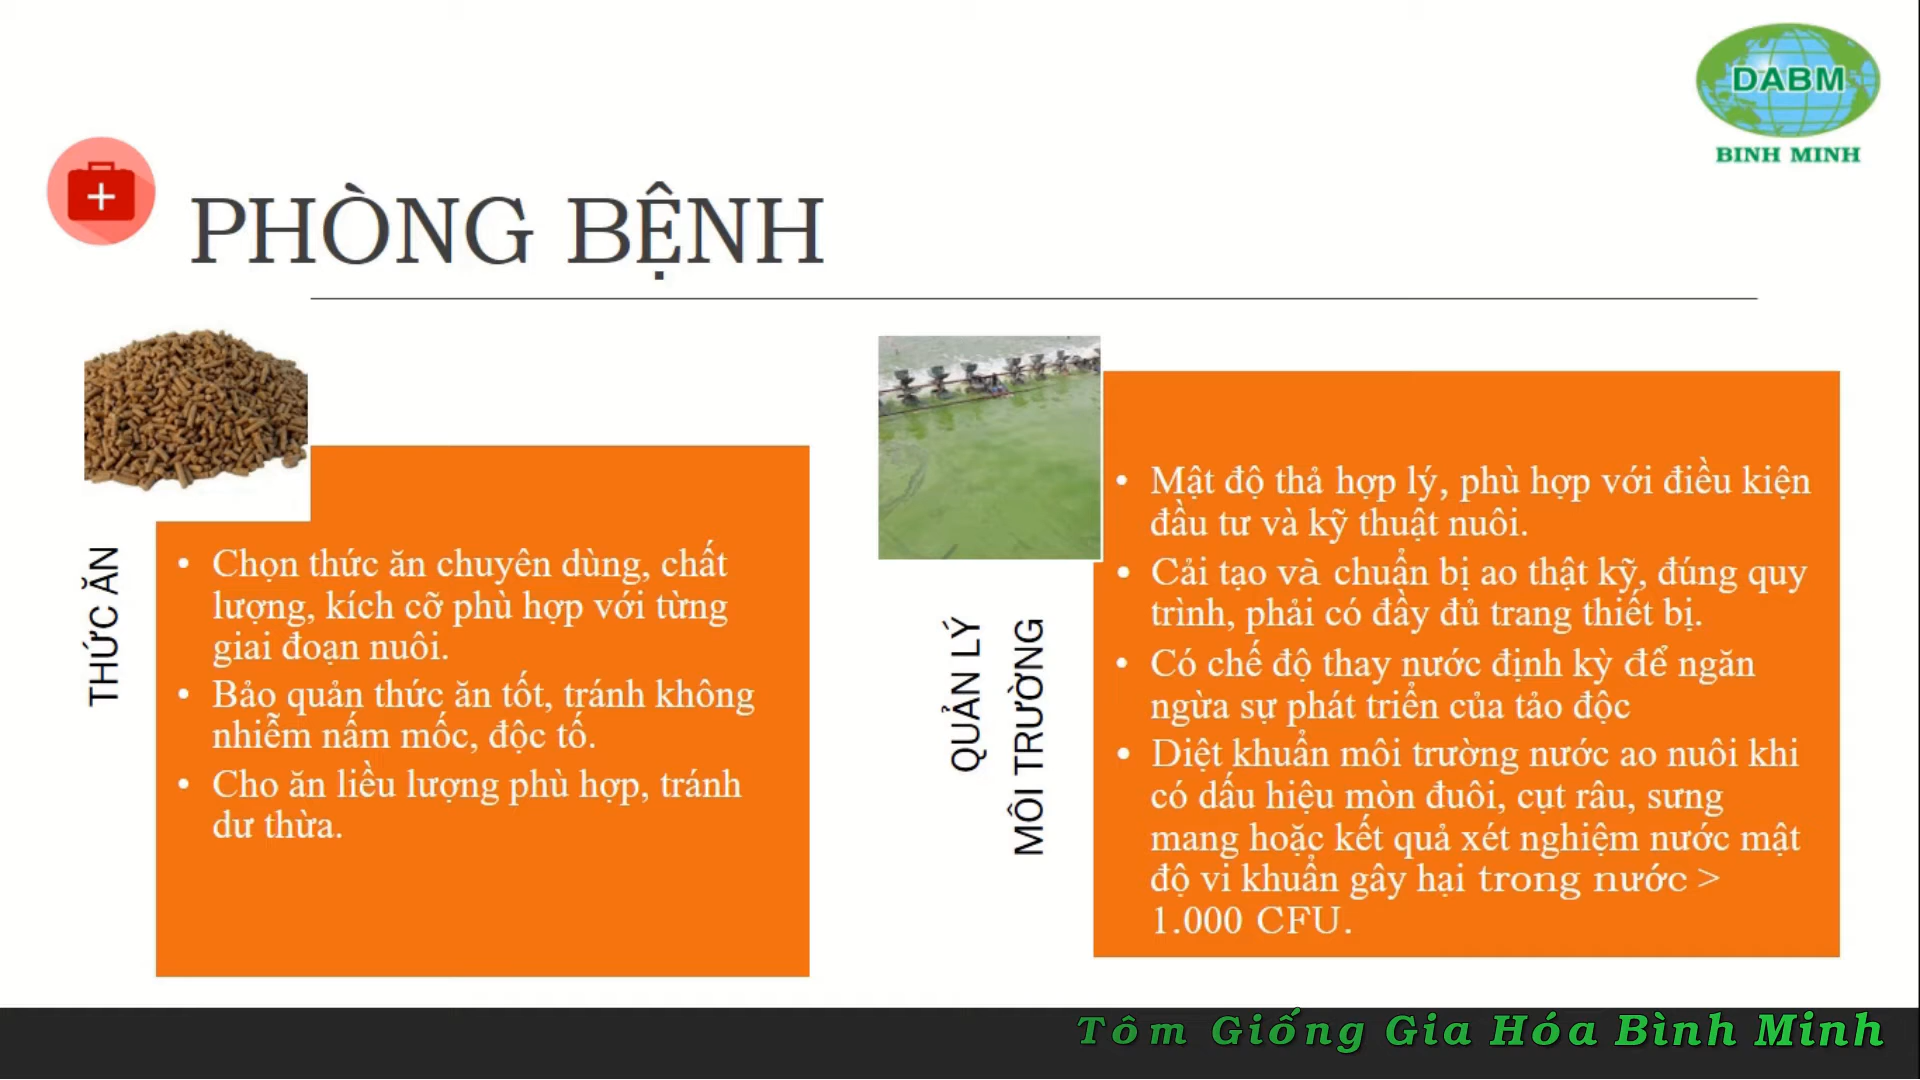 DABM
BINH MINH
PHÒNG BỆNH
THỨC ĂN
• Chọn thức ăn chuyên dùng, chất
lượng, kích cỡ phù hợp với từng
giai đoạn nuôi.
• Bảo quản thức ăn tốt, tránh không
nhiễm nấm mốc, độc tố.
• Cho ăn liều lượng phù hợp, tránh
dư thừa.
QUẢN LÝ
MÔI TRƯỜNG
• Mật độ thả hợp lý, phù hợp với điều kiện
đầu tư và kỹ thuật nuôi.
• Cải tạo và chuẩn bị ao thật kỹ, đúng quy
trình, phải có đầy đủ trang thiết bị.
• Có chế độ thay nước định kỳ để ngăn
ngừa sự phát triển của tảo độc
• Diệt khuẩn môi trường nước ao nuôi khi
có dấu hiệu mòn đuôi, cụt râu, sưng
mang hoặc kết quả xét nghiệm nước mật
độ vi khuẩn gây hại trong nước >
1.000 CFU.
Tôm Giống Gia Hóa Bình Minh